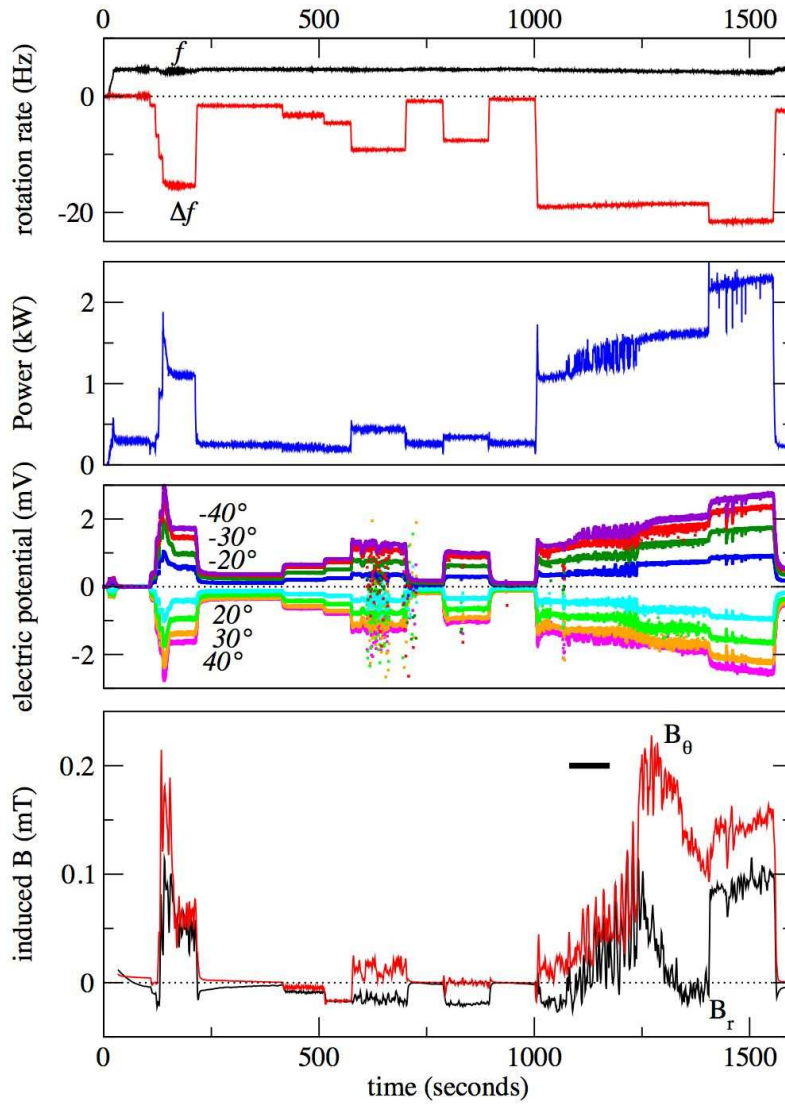 0 500 1000 1500
rotation rate (Hz)
0
-20
f
Δf
Power (kW)
2
1
0
electric potential (mV)
2
0
-2
-40°
-30°
-20°
20°
30°
40°
induced B (mT)
0.2
0.1
0
B_θ
B_r
0 500 1000 1500
time (seconds)